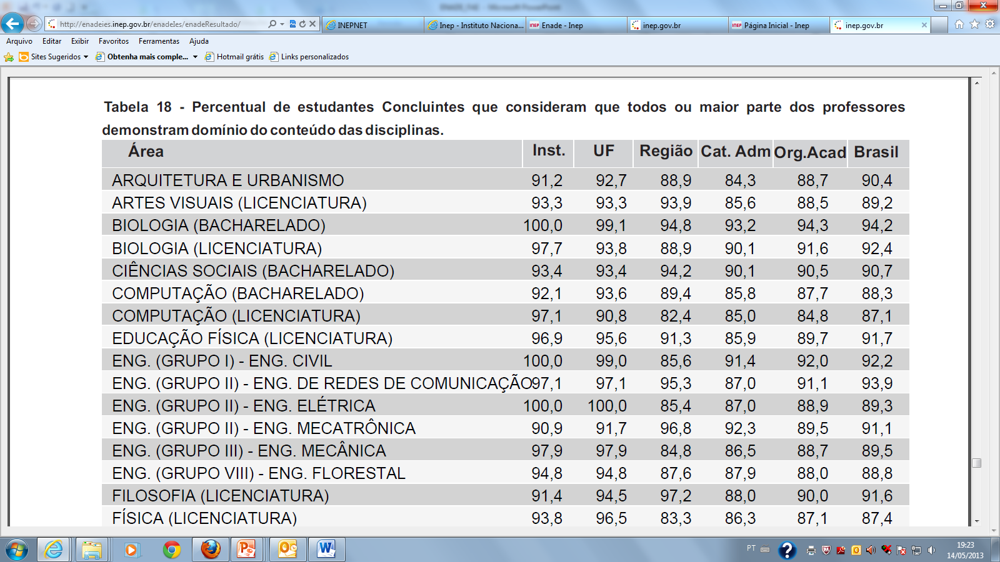 ENADE_FNE - Microsoft PowerPoint
http://enadeies.inep.gov.br/enadeIes/enadeResultado/
INEPNET
Inep - Instituto Naciona...
INEP Enade - Inep
inep.gov.br
INEP Página Inicial - Inep
inep.gov.br
Arquivo Editar Exibir Favoritos Ferramentas Ajuda
Sites Sugeridos Obtenha mais comple... Hotmail grátis Links personalizados
Tabela 18 - Percentual de estudantes Concluintes que consideram que todos ou maior parte dos professores
demonstram domínio do conteúdo das disciplinas.
Área Inst. UF Região Cat. Adm Org.Acad Brasil
ARQUITETURA E URBANISMO 91,2 92,7 88,9 84,3 88,7 90,4
ARTES VISUAIS (LICENCIATURA) 93,3 93,3 93,9 85,6 88,5 89,2
BIOLOGIA (BACHARELADO) 100,0 99,1 94,8 93,2 94,3 94,2
BIOLOGIA (LICENCIATURA) 97,7 93,8 88,9 90,1 91,6 92,4
CIÊNCIAS SOCIAIS (BACHARELADO) 93,4 93,4 94,2 90,1 90,5 90,7
COMPUTAÇÃO (BACHARELADO) 92,1 93,6 89,4 85,8 87,7 88,3
COMPUTAÇÃO (LICENCIATURA) 97,1 90,8 82,4 85,0 84,8 87,1
EDUCAÇÃO FÍSICA (LICENCIATURA) 96,9 95,6 91,3 85,9 89,7 91,7
ENG. (GRUPO I) - ENG. CIVIL 100,0 99,0 85,6 91,4 92,0 92,2
ENG. (GRUPO II) - ENG. DE REDES DE COMUNICAÇÃO 97,1 97,1 95,3 87,0 91,1 93,9
ENG. (GRUPO II) - ENG. ELÉTRICA 100,0 100,0 85,4 87,0 88,9 89,3
ENG. (GRUPO II) - ENG. MECATRÔNICA 90,9 91,7 96,8 92,3 89,5 91,1
ENG. (GRUPO III) - ENG. MECÂNICA 97,9 97,9 84,8 86,5 88,7 89,5
ENG. (GRUPO VIII) - ENG. FLORESTAL 94,8 94,8 87,6 87,9 88,0 88,8
FILOSOFIA (LICENCIATURA) 91,4 94,5 97,2 88,0 90,0 91,6
FÍSICA (LICENCIATURA) 93,8 96,5 83,3 86,3 87,1 87,4
PT
19:23
14/05/2013